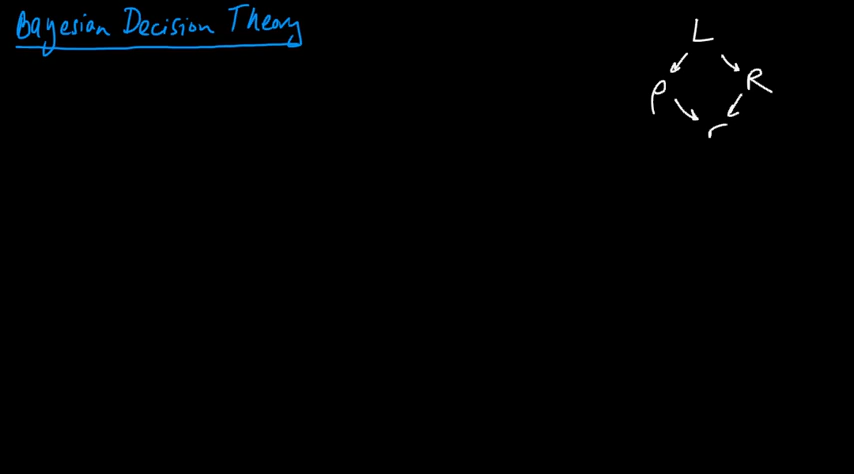 Bayesian Decision Theory
L
ρ R
r